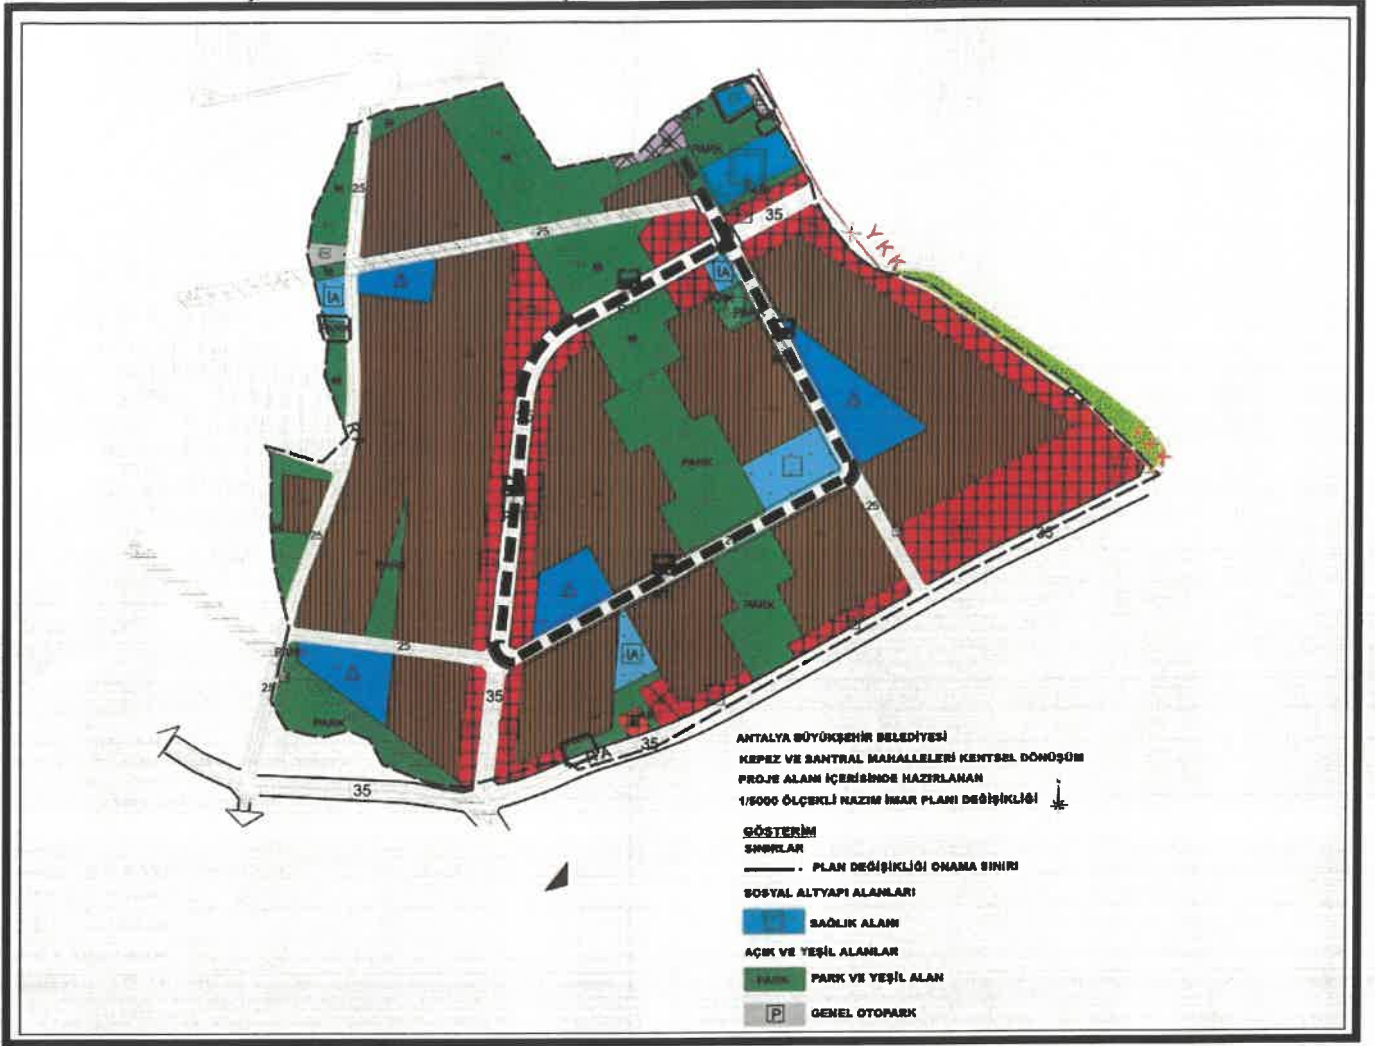 PARK
25
35
YKK
25
İA
İA
PARK
PARK
25
25
PARK
25
İA
35
25
PARK
35
35
ANTALYA BÜYÜKŞEHİR BELEDİYESİ
KEPEZ VE SANTRAL MAHALLELERİ KENTSEL DÖNÜŞÜM
PROJE ALANI İÇERİSİNDE HAZIRLANAN
1/5000 ÖLÇEKLİ NAZIM İMAR PLANI DEĞİŞİKLİĞİ
GÖSTERİM
SINIRLAR
PLAN DEĞİŞİKLİĞİ ONAMA SINIRI
SOSYAL ALTYAPI ALANLARI
SAĞLIK ALANI
AÇIK VE YEŞİL ALANLAR
PARK PARK VE YEŞİL ALAN
P GENEL OTOPARK